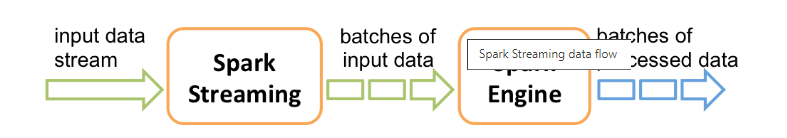 input data
stream
Spark
Streaming
batches of
input data
Spark Streaming data flow
Engine
batches of
data